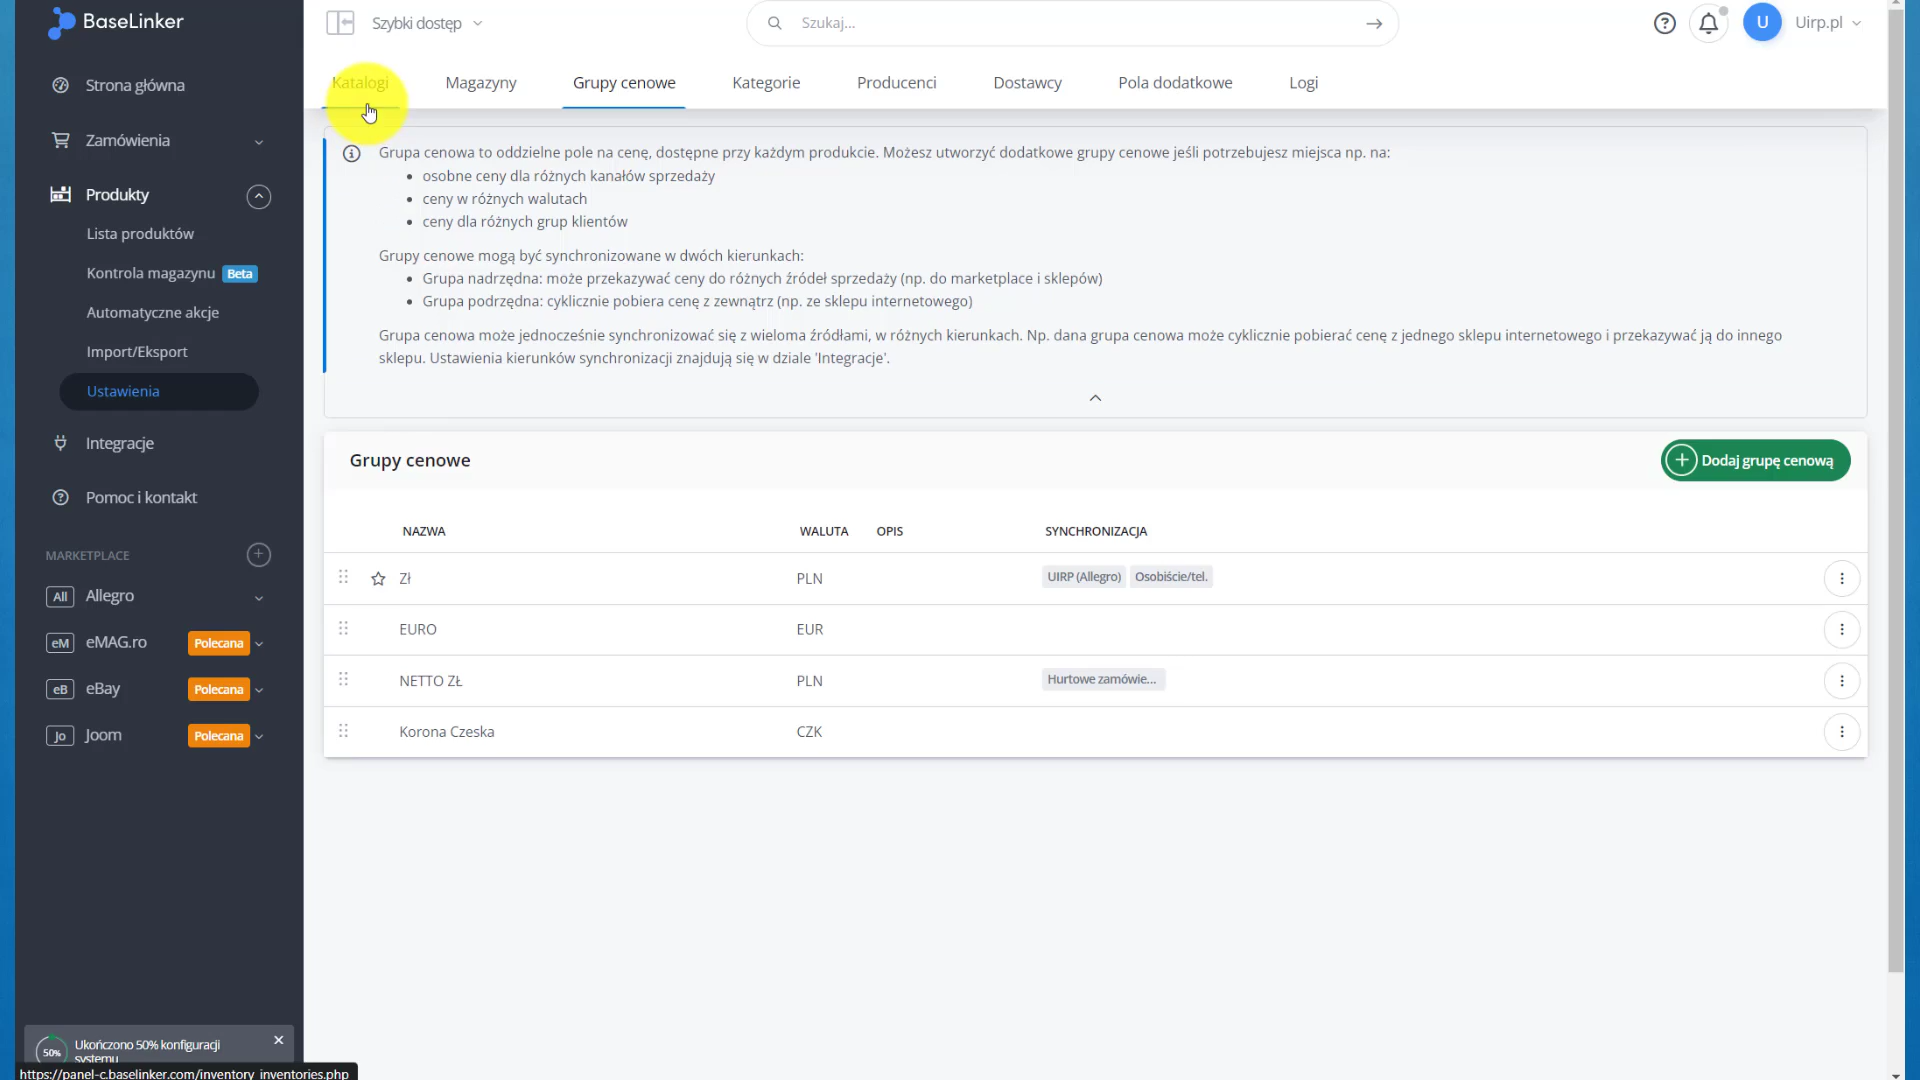 BaseLinker
Szybki dostęp
Szukaj...
U
Uirp.pl
Strona główna
Zamówienia
Produkty
Lista produktów
Kontrola magazynu Beta
Automatyczne akcje
Import/Eksport
Ustawienia
Integracje
Pomoc i kontakt
MARKETPLACE
All Allegro
eM eMAG.ro Polecana
eB eBay Polecana
Jo Joom Polecana
50% Ukończono 50% konfiguracji
systemu
https://panel-c.baselinker.com/inventory_inventories.php
Katalogi Magazyny Grupy cenowe Kategorie Producenci Dostawcy Pola dodatkowe Logi
Grupa cenowa to oddzielne pole na cenę, dostępne przy każdym produkcie. Możesz utworzyć dodatkowe grupy cenowe jeśli potrzebujesz miejsca np. na:
• osobne ceny dla różnych kanałów sprzedaży
• ceny w różnych walutach
• ceny dla różnych grup klientów
Grupy cenowe mogą być synchronizowane w dwóch kierunkach:
• Grupa nadrzędna: może przekazywać ceny do różnych źródeł sprzedaży (np. do marketplace i sklepów)
• Grupa podrzędna: cyklicznie pobiera cenę z zewnątrz (np. ze sklepu internetowego)
Grupa cenowa może jednocześnie synchronizować się z wieloma źródłami, w różnych kierunkach. Np. dana grupa cenowa może cyklicznie pobierać cenę z jednego sklepu internetowego i przekazywać ją do innego
sklepu. Ustawienia kierunków synchronizacji znajdują się w dziale 'Integracje'.
Grupy cenowe
Dodaj grupę cenową
NAZWA WALUTA OPIS SYNCHRONIZACJA
Zł PLN UIRP (Allegro) Osobiście/tel.
EURO EUR
NETTO ZŁ PLN Hurtowe zamówie...
Korona Czeska CZK